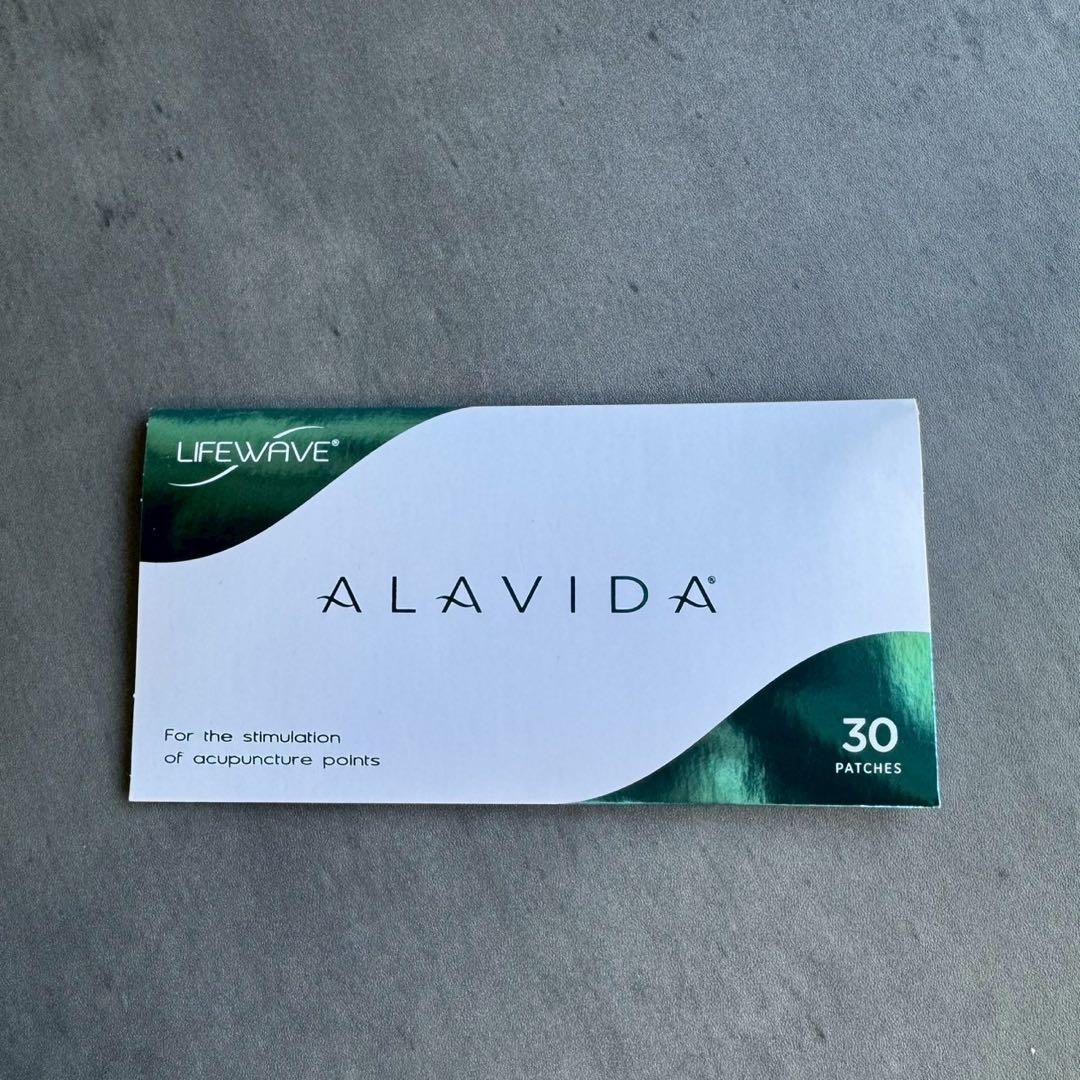 LIFEWAVE®
ALAVIDA®
For the stimulation
of acupuncture points
30
PATCHES